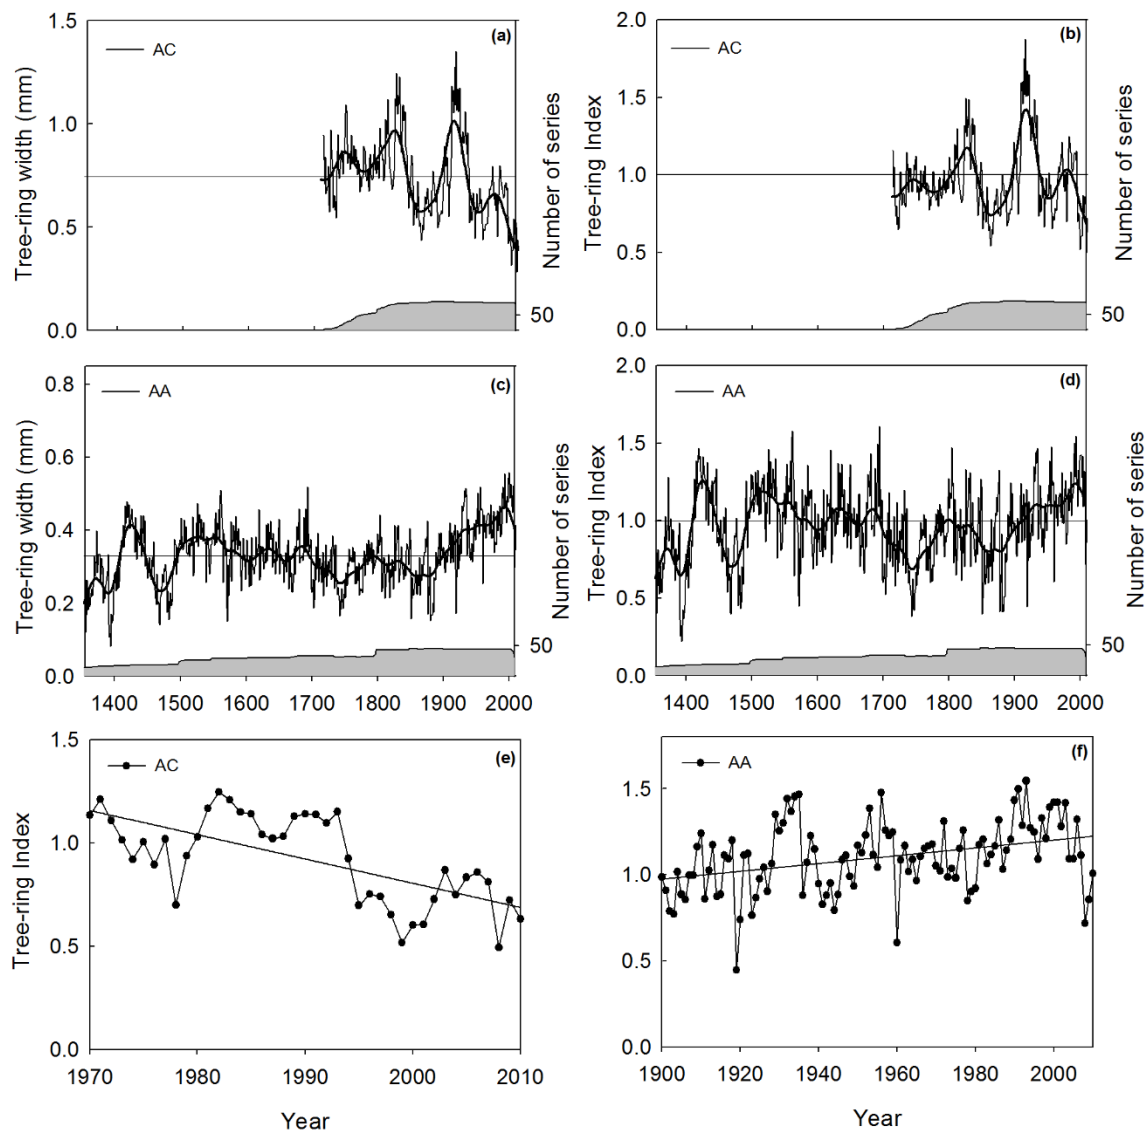 1.5
1.0
0.5
0.0
Tree-ring width (mm)
AC
(a)
50
Number of series
2.0
1.5
1.0
0.5
0.0
Tree-ring Index
AC
(b)
50
Number of series
0.8
0.6
0.4
0.2
0.0
Tree-ring width (mm)
AA
(c)
50
Number of series
1400 1500 1600 1700 1800 1900 2000
2.0
1.5
1.0
0.5
0.0
Tree-ring Index
AA
(d)
50
Number of series
1400 1500 1600 1700 1800 1900 2000
1.5
1.0
0.5
0.0
Tree-ring Index
AC
(e)
1970 1980 1990 2000 2010
Year
1.5
1.0
0.5
0.0
AA
(f)
1900 1920 1940 1960 1980 2000
Year